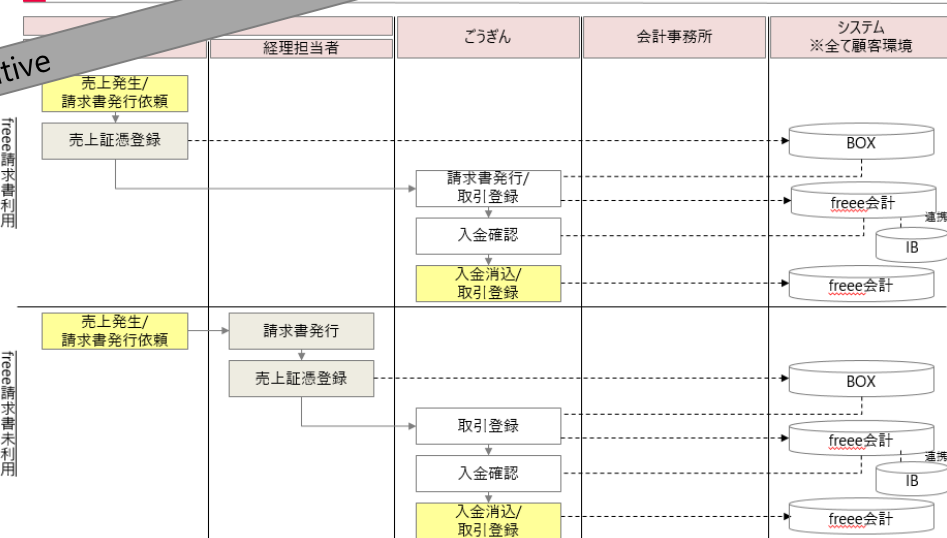 tive
経理担当者
ごうぎん
会計事務所
システム
※全て顧客環境
freee請求書利用
売上発生/
請求書発行依頼
売上証憑登録
BOX
請求書発行/
取引登録
freee会計
連携
入金確認
IB
入金消込/
取引登録
freee会計
freee請求書未利用
売上発生/
請求書発行依頼
請求書発行
売上証憑登録
BOX
取引登録
freee会計
連携
入金確認
IB
入金消込/
取引登録
freee会計